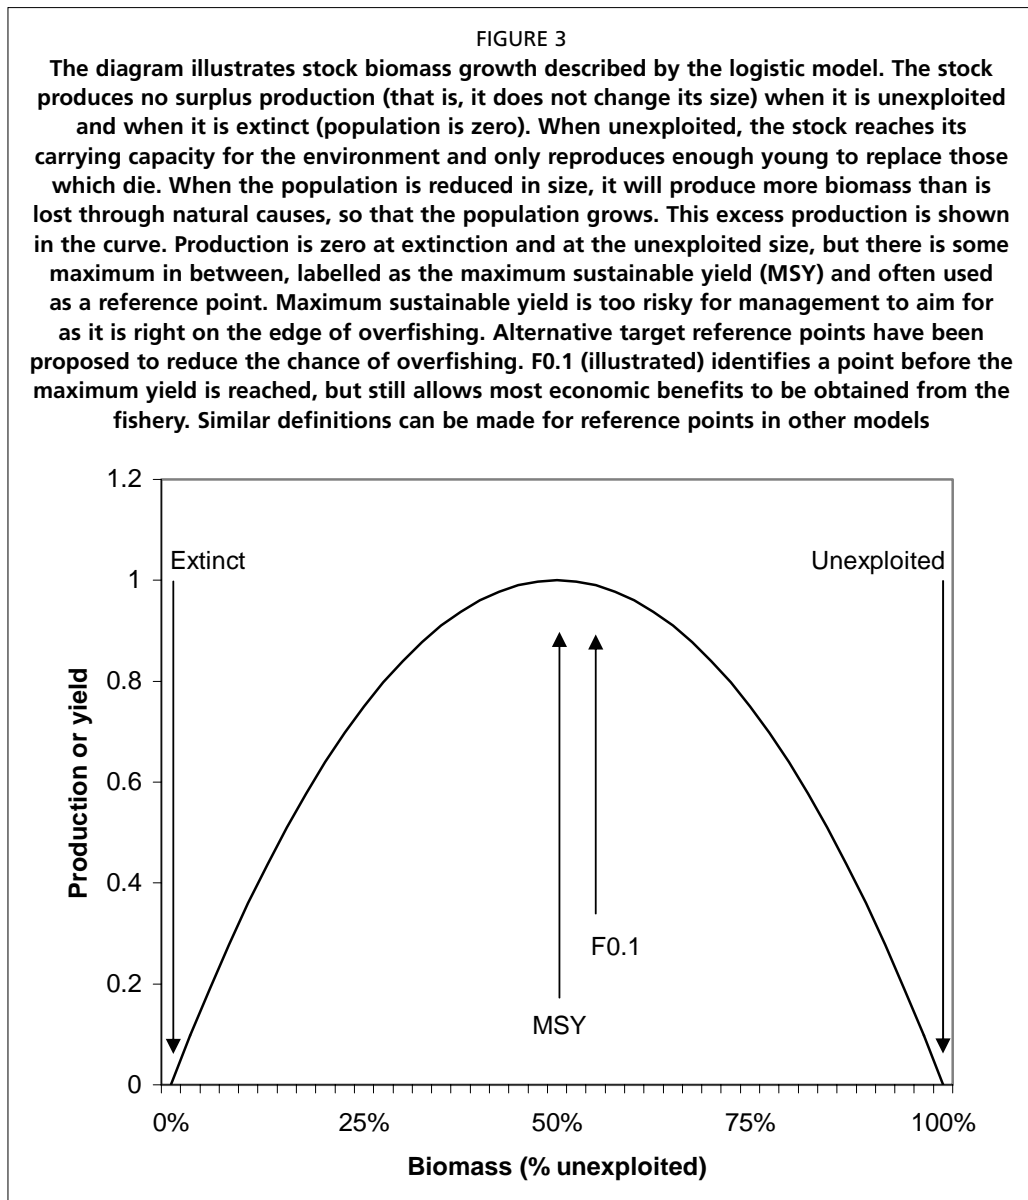 FIGURE 3
The diagram illustrates stock biomass growth described by the logistic model. The stock
produces no surplus production (that is, it does not change its size) when it is unexploited
and when it is extinct (population is zero). When unexploited, the stock reaches its
carrying capacity for the environment and only reproduces enough young to replace those
which die. When the population is reduced in size, it will produce more biomass than is
lost through natural causes, so that the population grows. This excess production is shown
in the curve. Production is zero at extinction and at the unexploited size, but there is some
maximum in between, labelled as the maximum sustainable yield (MSY) and often used
as a reference point. Maximum sustainable yield is too risky for management to aim for
as it is right on the edge of overfishing. Alternative target reference points have been
proposed to reduce the chance of overfishing. F0.1 (illustrated) identifies a point before the
maximum yield is reached, but still allows most economic benefits to be obtained from the
fishery. Similar definitions can be made for reference points in other models
1.2
Extinct
Unexploited
1
0.8
Production or yield
0.6
0.4
F0.1
0.2
MSY
0
0%
25%
50%
75%
100%
Biomass (% unexploited)